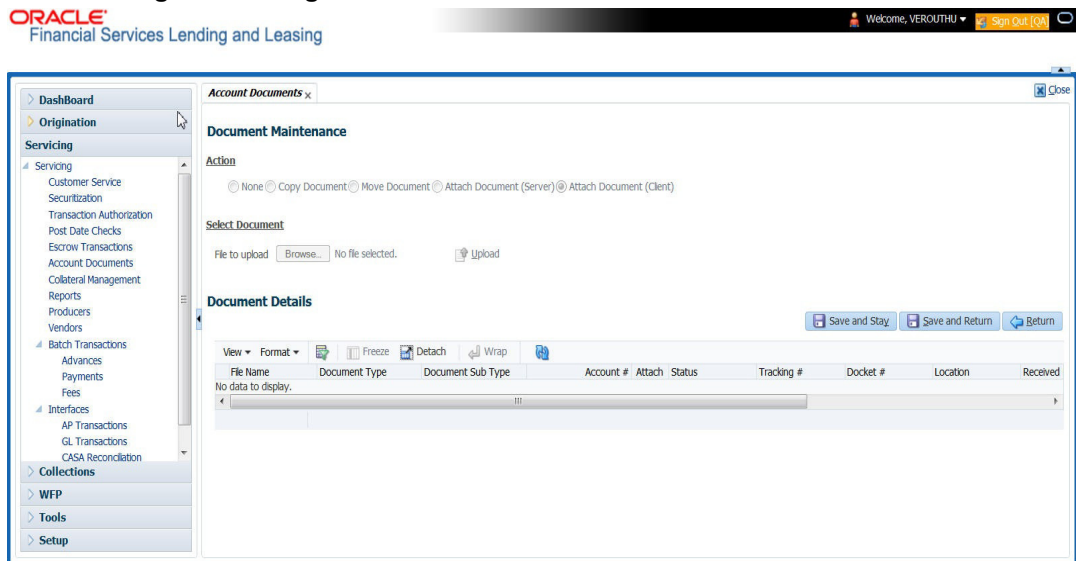 ORACLE
Financial Services Lending and Leasing
Welcome, VEROUTHU
Sign Out [QA]
DashBoard
Origination
Servicing
Servicing
Customer Service
Securitization
Transaction Authorization
Post Date Checks
Escrow Transactions
Account Documents
Collateral Management
Reports
Producers
Vendors
Batch Transactions
Advances
Payments
Fees
Interfaces
AP Transactions
GL Transactions
CASA Reconciliation
Collections
WFP
Tools
Setup
Account Documents x
Close
Document Maintenance
Action
None Copy Document Move Document Attach Document (Server) Attach Document (Client)
Select Document
File to upload Browse... No file selected. Upload
Document Details
Save and Stay Save and Return Return
View Format Freeze Detach Wrap
File Name Document Type Document Sub Type Account # Attach Status Tracking # Docket # Location Received
No data to display.